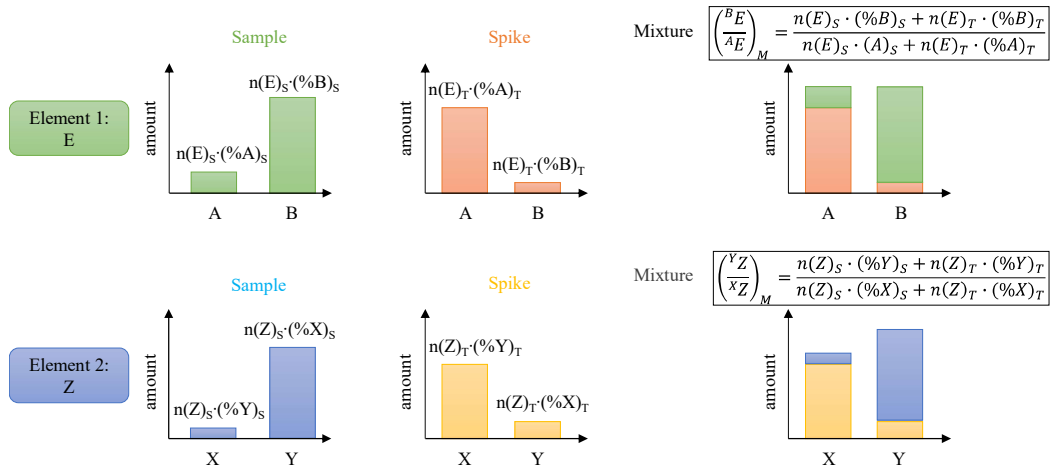 Sample
Spike
Mixture
(ᴮE/ᴬE)_M = (n(E)_S · (%B)_S + n(E)_T · (%B)_T) / (n(E)_S · (A)_S + n(E)_T · (%A)_T)
Element 1:
E
amount
n(E)_S·(%A)_S
n(E)_S·(%B)_S
A
B
amount
n(E)_T·(%A)_T
n(E)_T·(%B)_T
A
B
amount
A
B
Sample
Spike
Mixture
(ʸZ/ˣZ)_M = (n(Z)_S · (%Y)_S + n(Z)_T · (%Y)_T) / (n(Z)_S · (%X)_S + n(Z)_T · (%X)_T)
Element 2:
Z
amount
n(Z)_S·(%Y)_S
n(Z)_S·(%X)_S
X
Y
amount
n(Z)_T·(%Y)_T
n(Z)_T·(%X)_T
X
Y
amount
X
Y